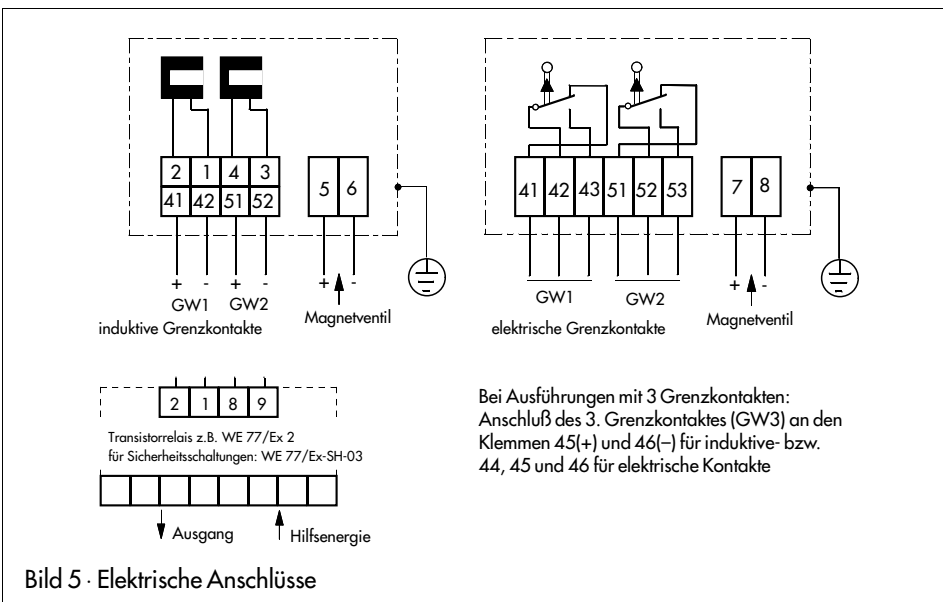 2 1 4 3
41 42 51 52
5 6
+ - + -
GW1 GW2
+ -
induktive Grenzkontakte
Magnetventil
41 42 43 51 52 53
7 8
GW1 GW2
+ -
elektrische Grenzkontakte
Magnetventil
2 1 8 9
Transistorrelais z.B. WE 77/Ex 2
für Sicherheitsschaltungen: WE 77/Ex-SH-03
Ausgang
Hilfsenergie
Bei Ausführungen mit 3 Grenzkontakten:
Anschluß des 3. Grenzkontaktes (GW3) an den
Klemmen 45(+) und 46(–) für induktive- bzw.
44, 45 und 46 für elektrische Kontakte
Bild 5 · Elektrische Anschlüsse